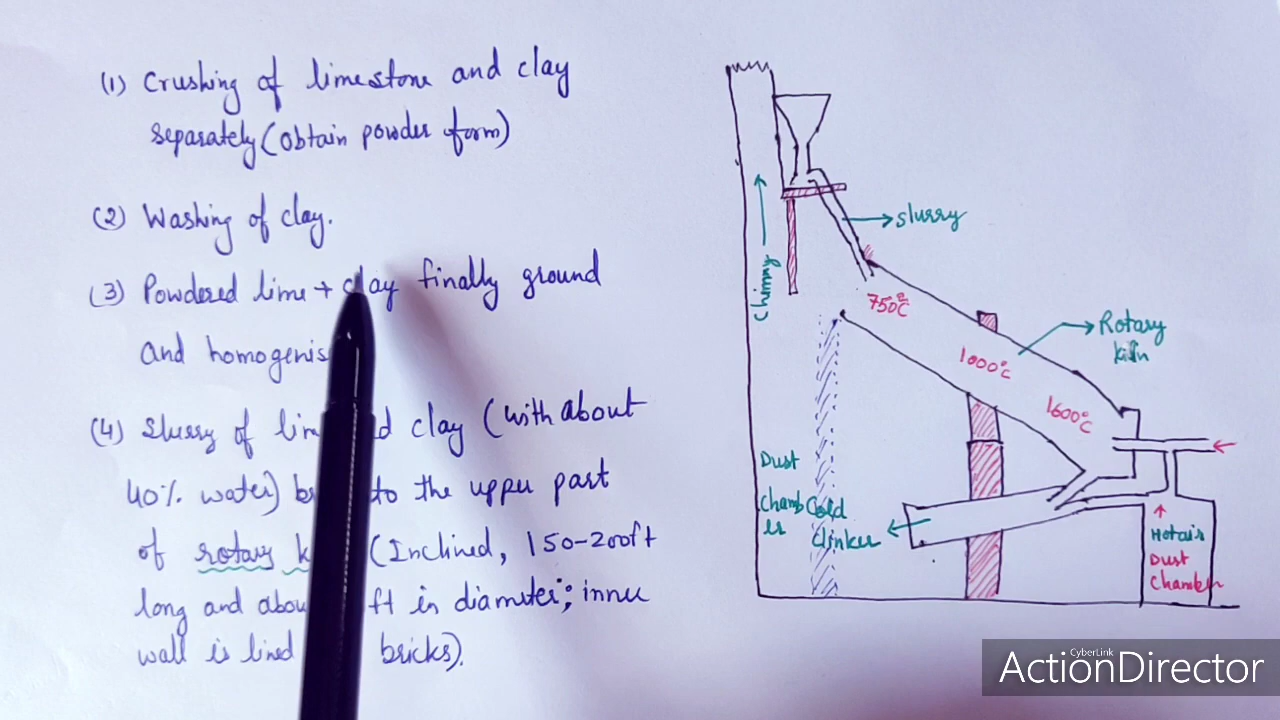 (1) Crushing of limestone and clay
separately (obtain powder form)
(2) Washing of clay.
(3) Powdered lime + clay finally ground
and homogenis
(4) Slurry of lim d clay (with about
40% water) b to the upper part
of rotary k (Inclined, 150-200ft
long and abou ft in diameter; inner
wall is lined bricks).
slurry
Chimney
750°C
Rotary
kiln
1000°C
1600°C
Dust
Chamb
er
Cold
Clinker
Hot air
Dust
Chamber
CyberLink
ActionDirector